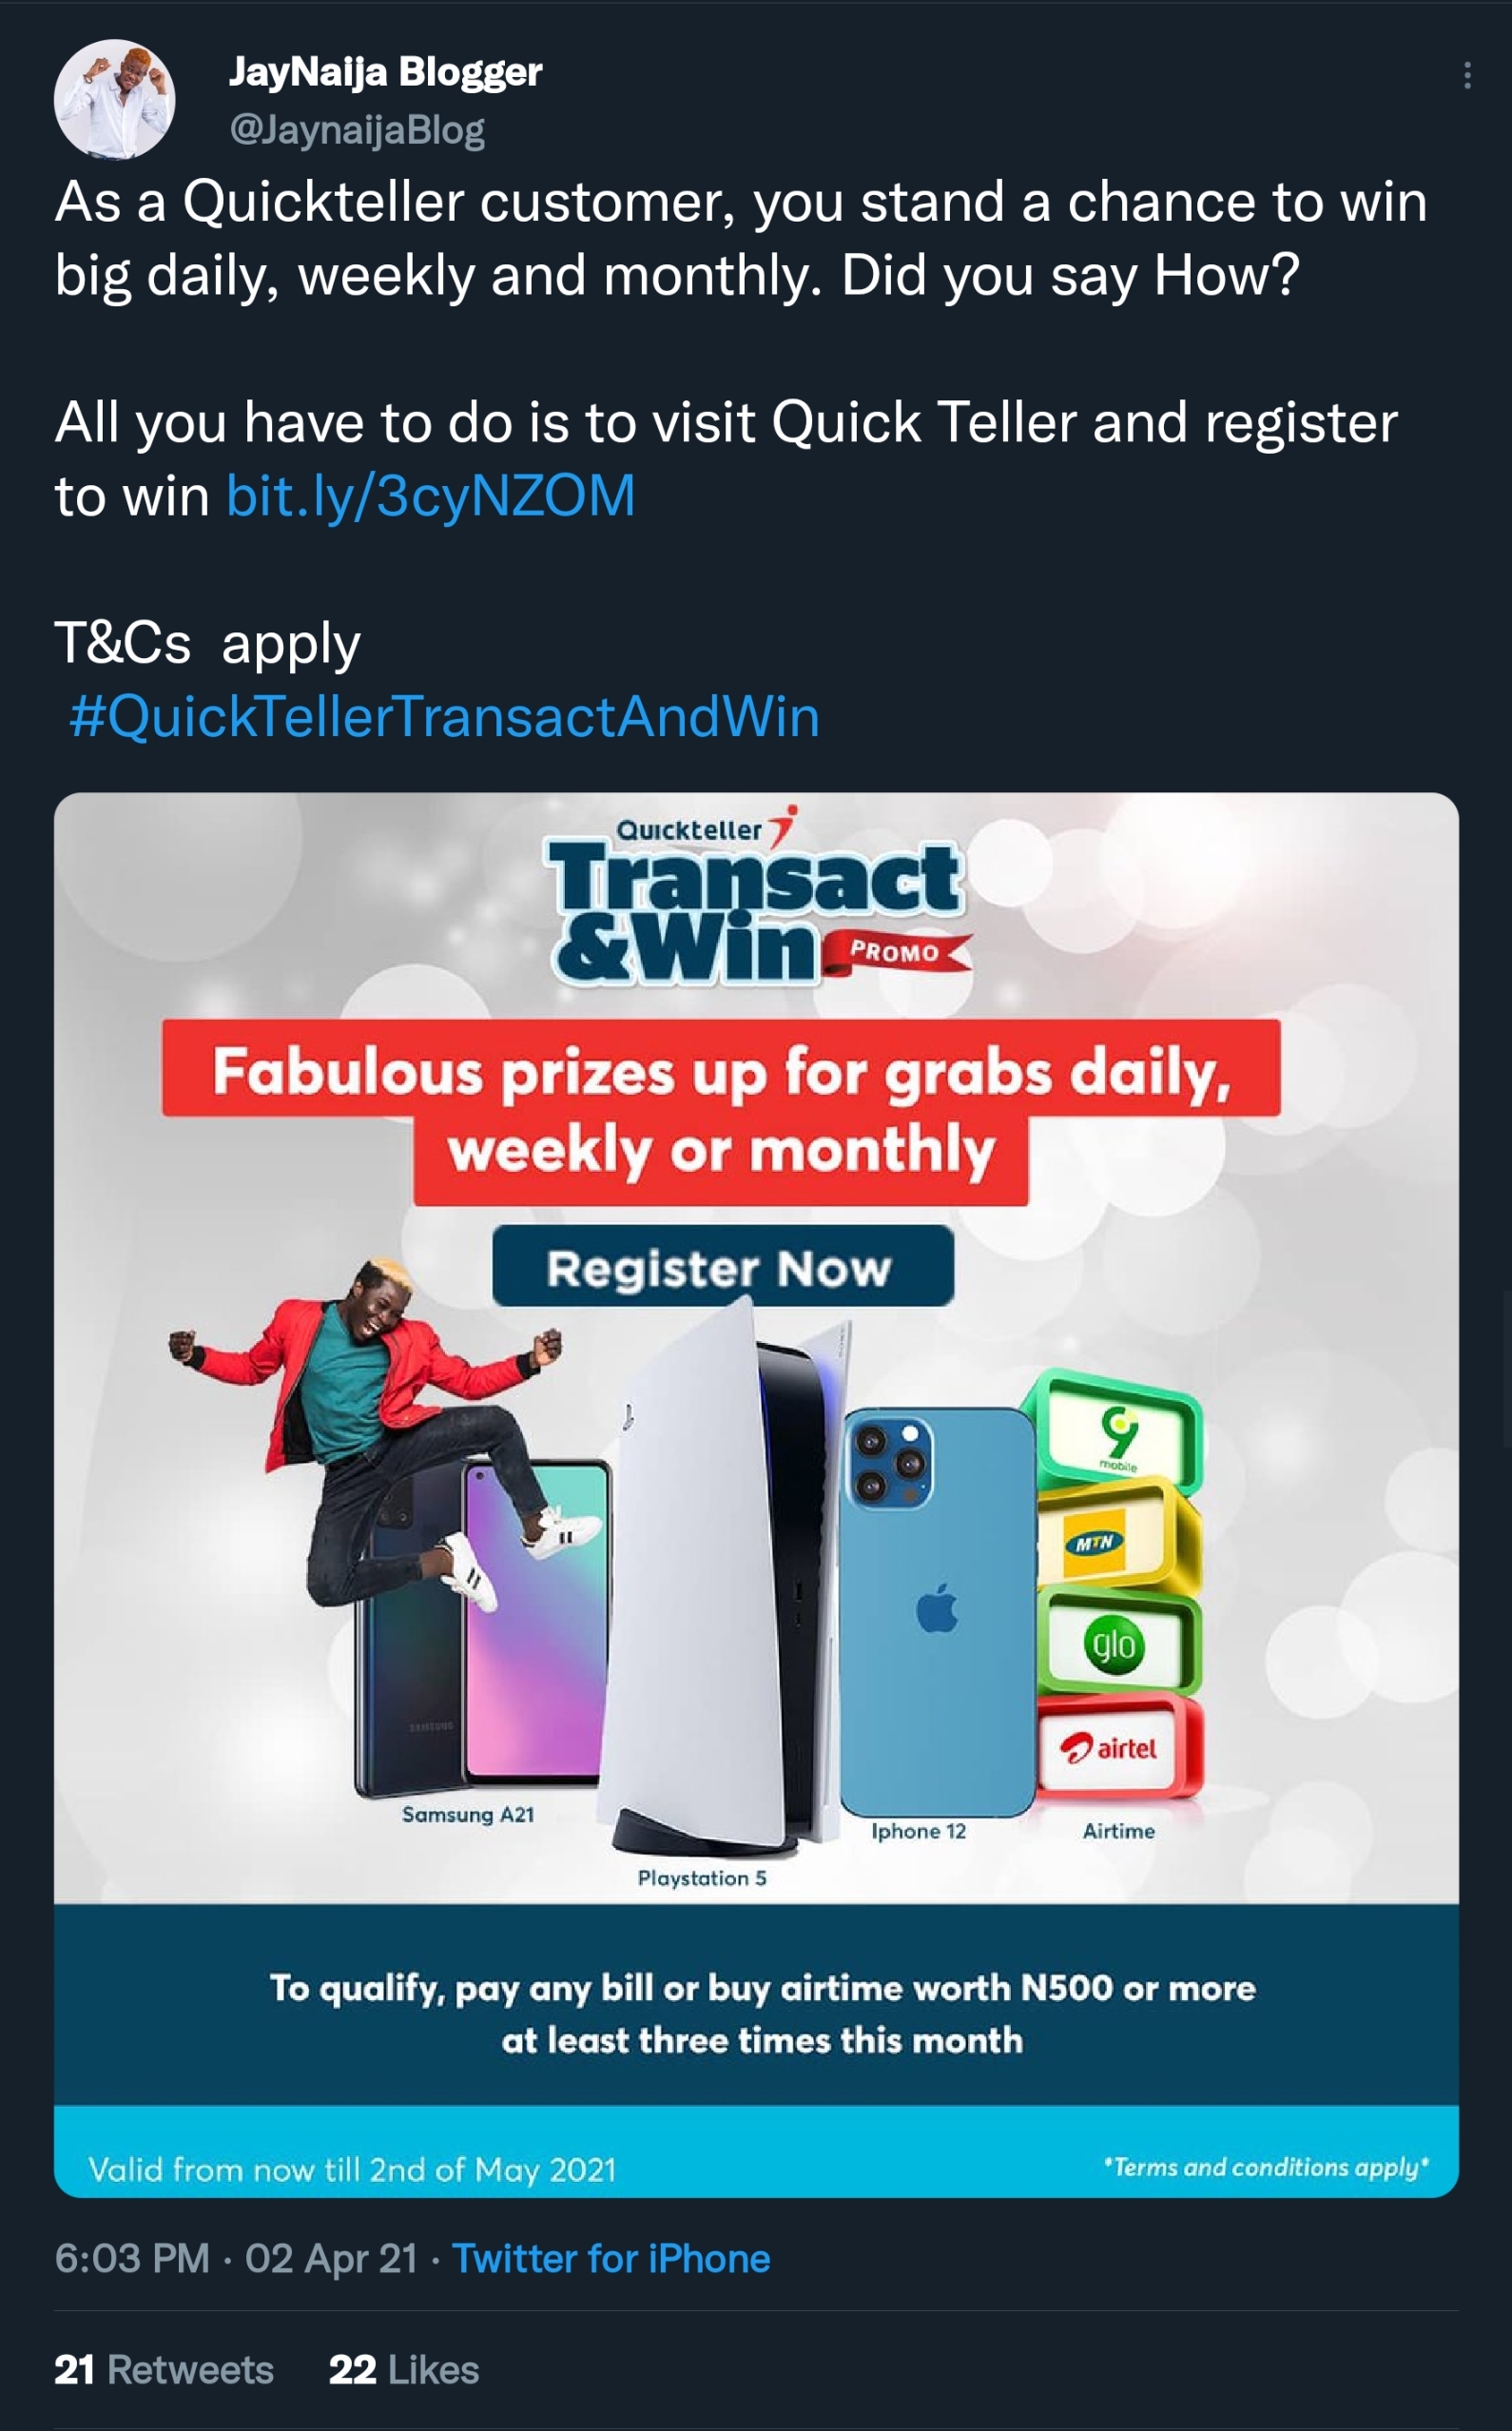 JayNaija Blogger
@JaynaijaBlog
As a Quickteller customer, you stand a chance to win
big daily, weekly and monthly. Did you say How?
All you have to do is to visit Quick Teller and register
to win bit.ly/3cyNZOM
T&Cs apply
#QuickTellerTransactAndWin
Quickteller
Transact
&Win PROMO
Fabulous prizes up for grabs daily,
weekly or monthly
Register Now
9
mobile
MTN
glo
airtel
SAMSUNG
Samsung A21
Iphone 12
Airtime
Playstation 5
To qualify, pay any bill or buy airtime worth N500 or more
at least three times this month
Valid from now till 2nd of May 2021
*Terms and conditions apply*
6:03 PM · 02 Apr 21 · Twitter for iPhone
21 Retweets 22 Likes